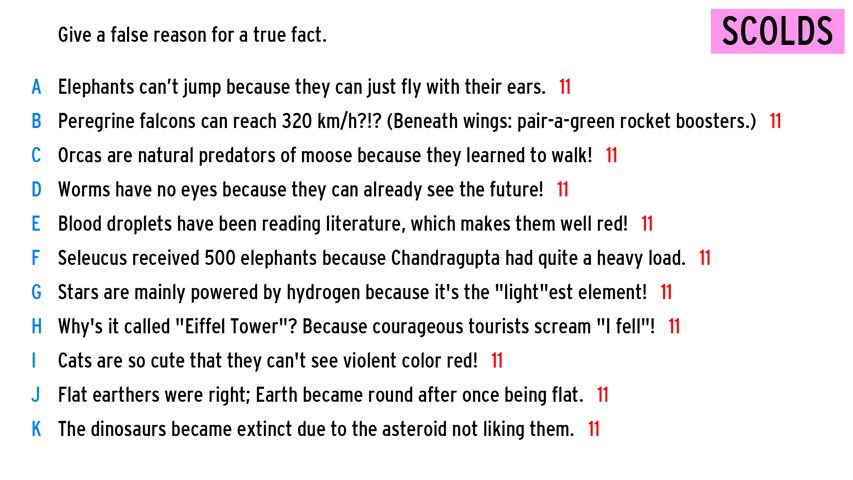 Give a false reason for a true fact.
SCOLDS
A Elephants can't jump because they can just fly with their ears. 11
B Peregrine falcons can reach 320 km/h?!? (Beneath wings: pair-a-green rocket boosters.) 11
C Orcas are natural predators of moose because they learned to walk! 11
D Worms have no eyes because they can already see the future! 11
E Blood droplets have been reading literature, which makes them well red! 11
F Seleucus received 500 elephants because Chandragupta had quite a heavy load. 11
G Stars are mainly powered by hydrogen because it's the "light"est element! 11
H Why's it called "Eiffel Tower"? Because courageous tourists scream "I fell"! 11
I Cats are so cute that they can't see violent color red! 11
J Flat earthers were right; Earth became round after once being flat. 11
K The dinosaurs became extinct due to the asteroid not liking them. 11